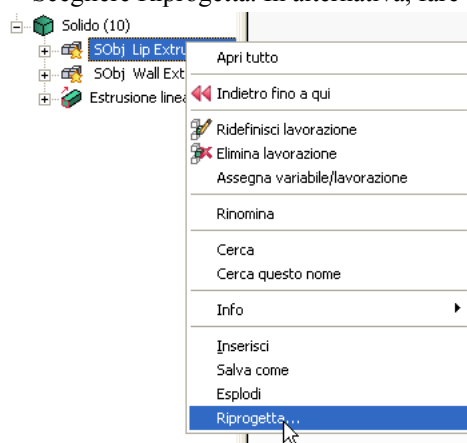 Scegliere Riprogetta. In alternativa, fare
Solido (10)
SObj Lip Extru
SObj Wall Ext
Estrusione linea
Apri tutto
Indietro fino a qui
Ridefinisci lavorazione
Elimina lavorazione
Assegna variabile/lavorazione
Rinomina
Cerca
Cerca questo nome
Info
Inserisci
Salva come
Esplodi
Riprogetta...